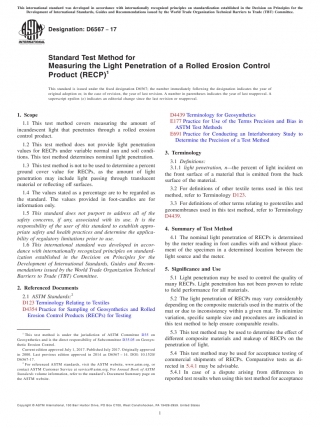 This international standard was developed in accordance with internationally recognized principles on standardization established in the Decision on Principles for the
Development of International Standards, Guides and Recommendations issued by the World Trade Organization Technical Barriers to Trade (TBT) Committee.
INTERNATIONAL
Designation: D6567 – 17
Standard Test Method for
Measuring the Light Penetration of a Rolled Erosion Control
Product (RECP)1
This standard is issued under the fixed designation D6567; the number immediately following the designation indicates the year of
original adoption or, in the case of revision, the year of last revision. A number in parentheses indicates the year of last reapproval. A
superscript epsilon (ε) indicates an editorial change since the last revision or reapproval.
1. Scope
1.1 This test method covers measuring the amount of
incandescent light that penetrates through a rolled erosion
control product.
1.2 This test method does not provide light penetration
values for RECPs under variable normal sun and soil condi-
tions. This test method determines nominal light penetration.
1.3 This test method is not to be used to determine a percent
ground cover value for RECPs, as the amount of light
penetration may include light passing through translucent
material or reflecting off surfaces.
1.4 The values stated as a percentage are to be regarded as
the standard. The values provided in foot-candles are for
information only.
1.5 This standard does not purport to address all of the
safety concerns, if any, associated with its use. It is the
responsibility of the user of this standard to establish appro-
priate safety and health practices and determine the applica-
bility of regulatory limitations prior to use.
1.6 This international standard was developed in accor-
dance with internationally recognized principles on standard-
ization established in the Decision on Principles for the
Development of International Standards, Guides and Recom-
mendations issued by the World Trade Organization Technical
Barriers to Trade (TBT) Committee.
2. Referenced Documents
2.1 ASTM Standards:2
D123 Terminology Relating to Textiles
D4354 Practice for Sampling of Geosynthetics and Rolled
Erosion Control Products (RECPs) for Testing
1 This test method is under the jurisdiction of ASTM Committee D35 on
Geosynthetics and is the direct responsibility of Subcommittee D35.05 on Geosyn-
thetic Erosion Control.
Current edition approved July 1, 2017. Published July 2017. Originally approved
in 2000. Last previous edition approved in 2014 as D6567 – 14. DOI: 10.1520/
D6567-17.
2 For referenced ASTM standards, visit the ASTM website, www.astm.org, or
contact ASTM Customer Service at service@astm.org. For Annual Book of ASTM
Standards volume information, refer to the standard's Document Summary page on
the ASTM website.
D4439 Terminology for Geosynthetics
E177 Practice for Use of the Terms Precision and Bias in
ASTM Test Methods
E691 Practice for Conducting an Interlaboratory Study to
Determine the Precision of a Test Method
3. Terminology
3.1 Definitions:
3.1.1 light penetration, n—the percent of light incident on
the front surface of a material that is emitted from the back
surface of the material.
3.2 For definitions of other textile terms used in this test
method, refer to Terminology D123.
3.3 For definitions of other terms relating to geotextiles and
geomembranes used in this test method, refer to Terminology
D4439.
4. Summary of Test Method
4.1 The nominal light penetration of RECPs is determined
by the meter reading in foot candles with and without place-
ment of the specimen in a determined location between the
light source and the meter.
5. Significance and Use
5.1 Light penetration may be used to control the quality of
many RECPs. Light penetration has not been proven to relate
to field performance for all materials.
5.2 The light penetration of RECPs may vary considerably
depending on the composite materials used in the matrix of the
mat or due to inconsistency within a given mat. To minimize
variation, specific sample size and procedures are indicated in
this test method to help ensure comparable results.
5.3 This test method may be used to determine the effect of
different composite materials and makeup of RECPs on the
penetration of light.
5.4 This test method may be used for acceptance testing of
commercial shipments of RECPs. Comparative tests as di-
rected in 5.4.1 may be advisable.
5.4.1 In case of a dispute arising from differences in
reported test results when using this test method for acceptance
Copyright © ASTM International, 100 Barr Harbor Drive, PO Box C700, West Conshohocken, PA 19428-2959. United States
1